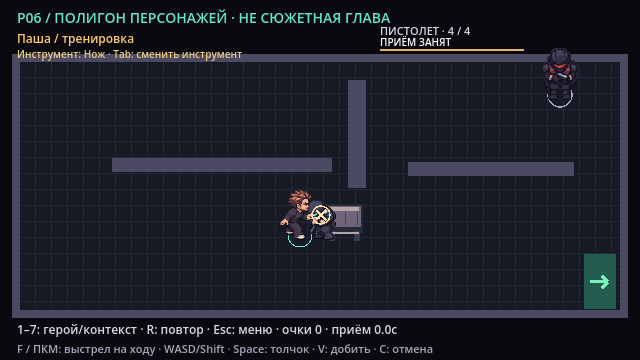 P06 / ПОЛИГОН ПЕРСОНАЖЕЙ · НЕ СЮЖЕТНАЯ ГЛАВА
Паша / тренировка
ПИСТОЛЕТ · 4 / 4
ПРИЁМ ЗАНЯТ
Инструмент: Нож · Tab: сменить инструмент
1–7: герой/контекст · R: повтор · Esc: меню · очки 0 · приём 0.0с
F / ПКМ: выстрел на ходу · WASD/Shift · Space: толчок · V: добить · C: отмена